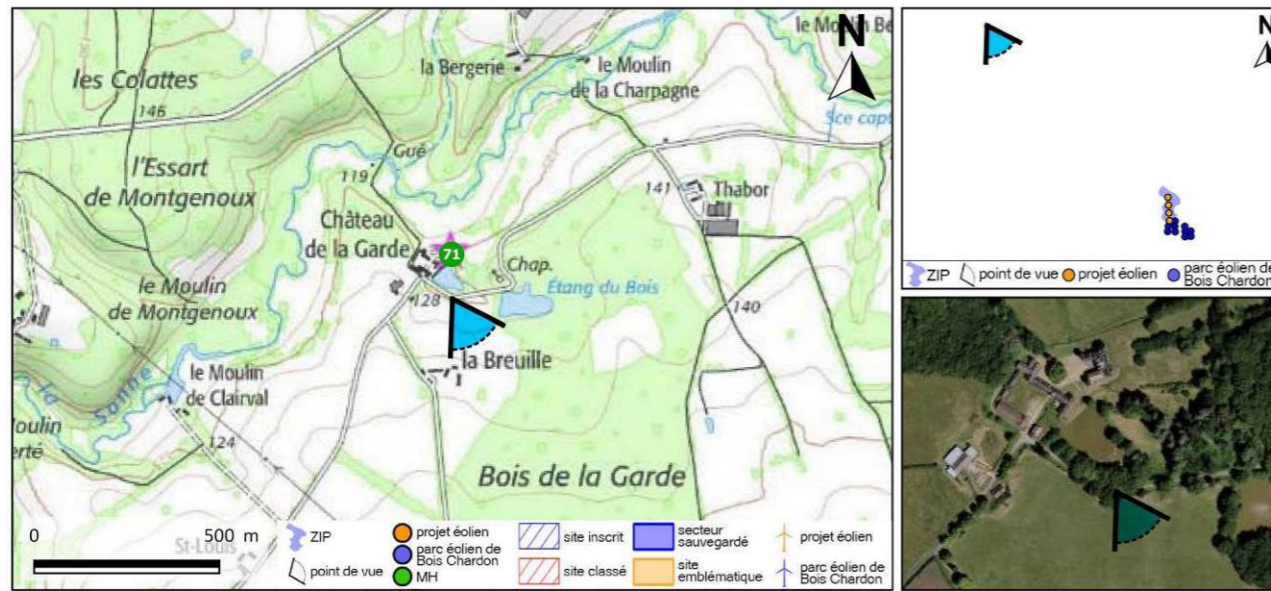 les Colattes
146
la Bergerie
le Moulin
de la Charpagne
le Moulin Be
N
Sce capt
l'Essart
de Montgenoux
Gué
119
141
Thabor
Château
de la Garde
71
Chap.
Étang du Bois
128
le Moulin
de Montgenoux
140
la Breuille
le Moulin
de Clairval
la Sonne
Moulin
erté
124
Bois de la Garde
0 500 m
St-Louis
ZIP
point de vue
projet éolien
parc éolien de
Bois Chardon
MH
site inscrit
site classé
secteur
sauvegardé
site
emblématique
projet éolien
parc éolien de
Bois Chardon
N
ZIP
point de vue
projet éolien
parc éolien de
Bois Chardon